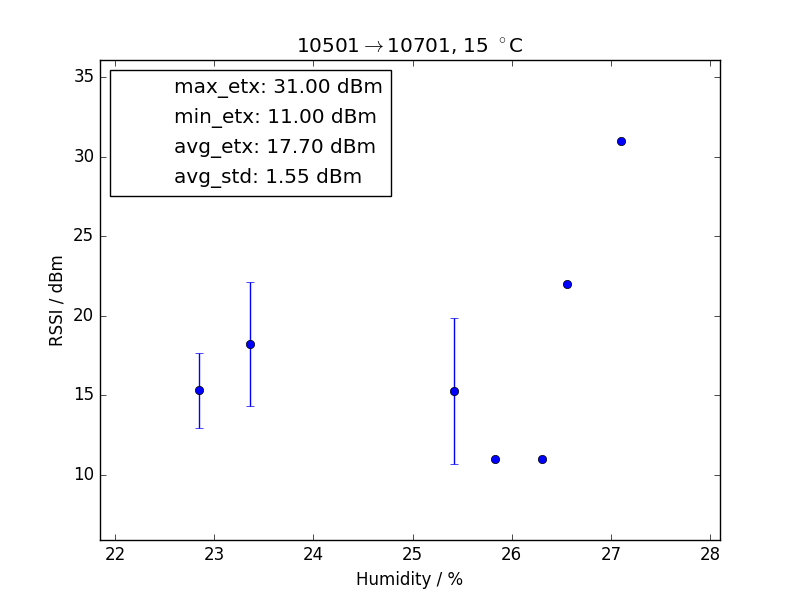 10501→10701, 15 °C
max_etx: 31.00 dBm
min_etx: 11.00 dBm
avg_etx: 17.70 dBm
avg_std: 1.55 dBm
35
30
25
20
15
10
RSSI / dBm
22 23 24 25 26 27 28
Humidity / %